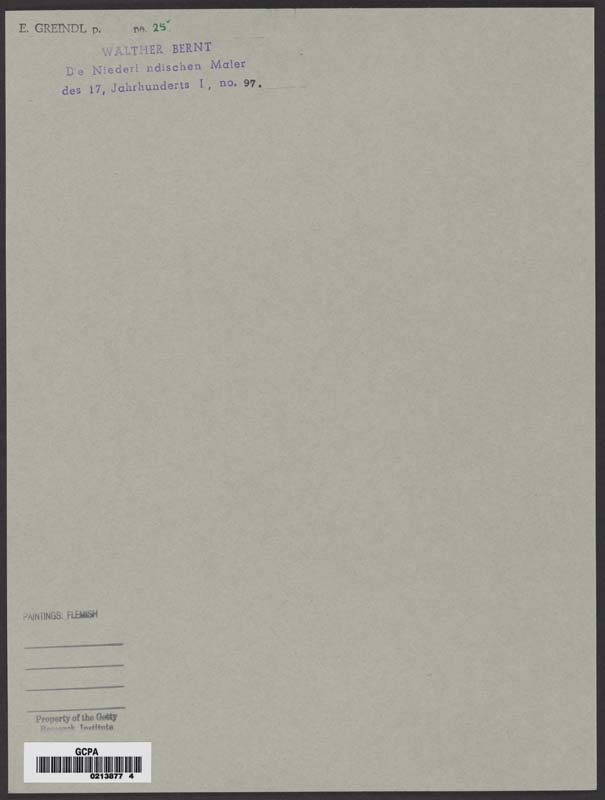 E. GREINDL p. no. 25
WALTHER BERNT
De Niederl ndischen Maler
des 17, Jahrhunderts I, no. 97.
PAINTINGS: FLEMISH
Property of the Getty
Research Institute
GCPA
0213877 4